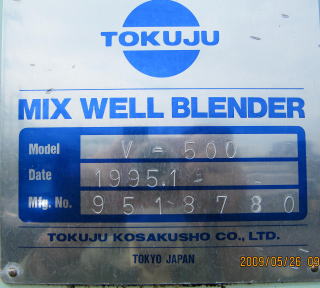 TOKUJU
MIX WELL BLENDER
Model V-500
Date 1995.1
Mfg. No. 9518780
TOKUJU KOSAKUSHO CO., LTD.
TOKYO JAPAN
2009/05/26 09